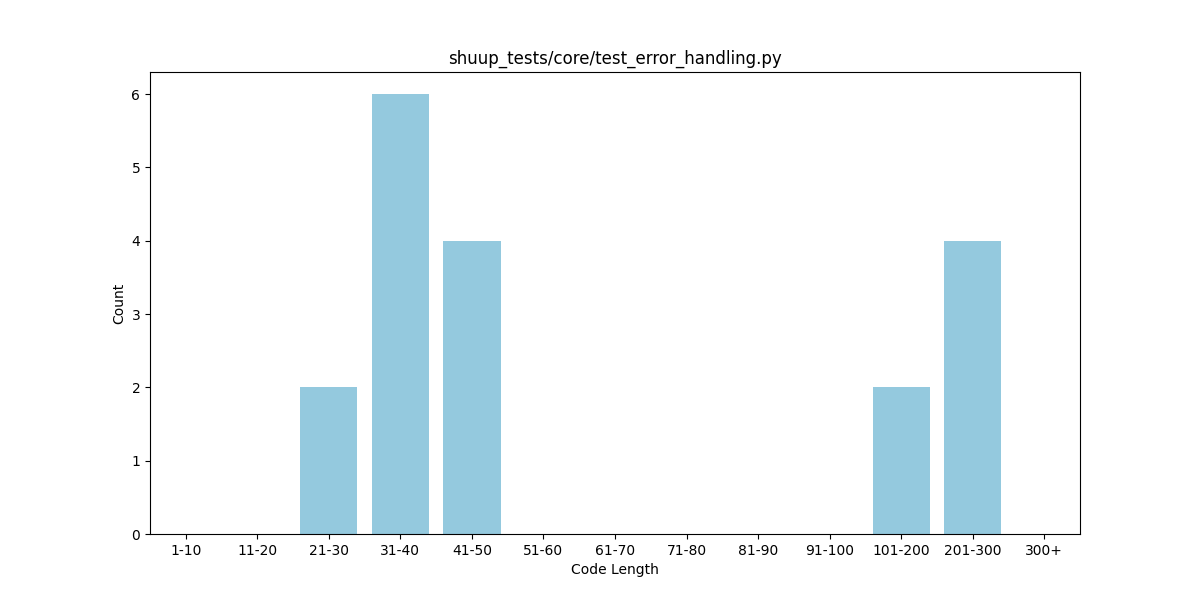 shuup_tests/core/test_error_handling.py
6
5
4
3
2
1
0
Count
1-10 11-20 21-30 31-40 41-50 51-60 61-70 71-80 81-90 91-100 101-200 201-300 300+
Code Length